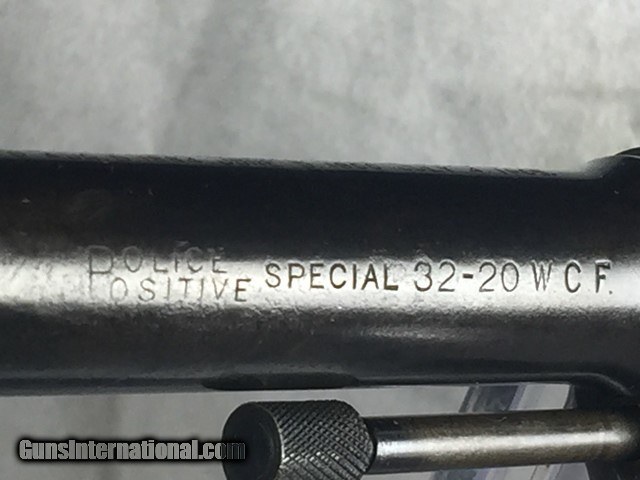 POLICE
POSITIVE SPECIAL 32-20 W C F.
GunsInternational.com